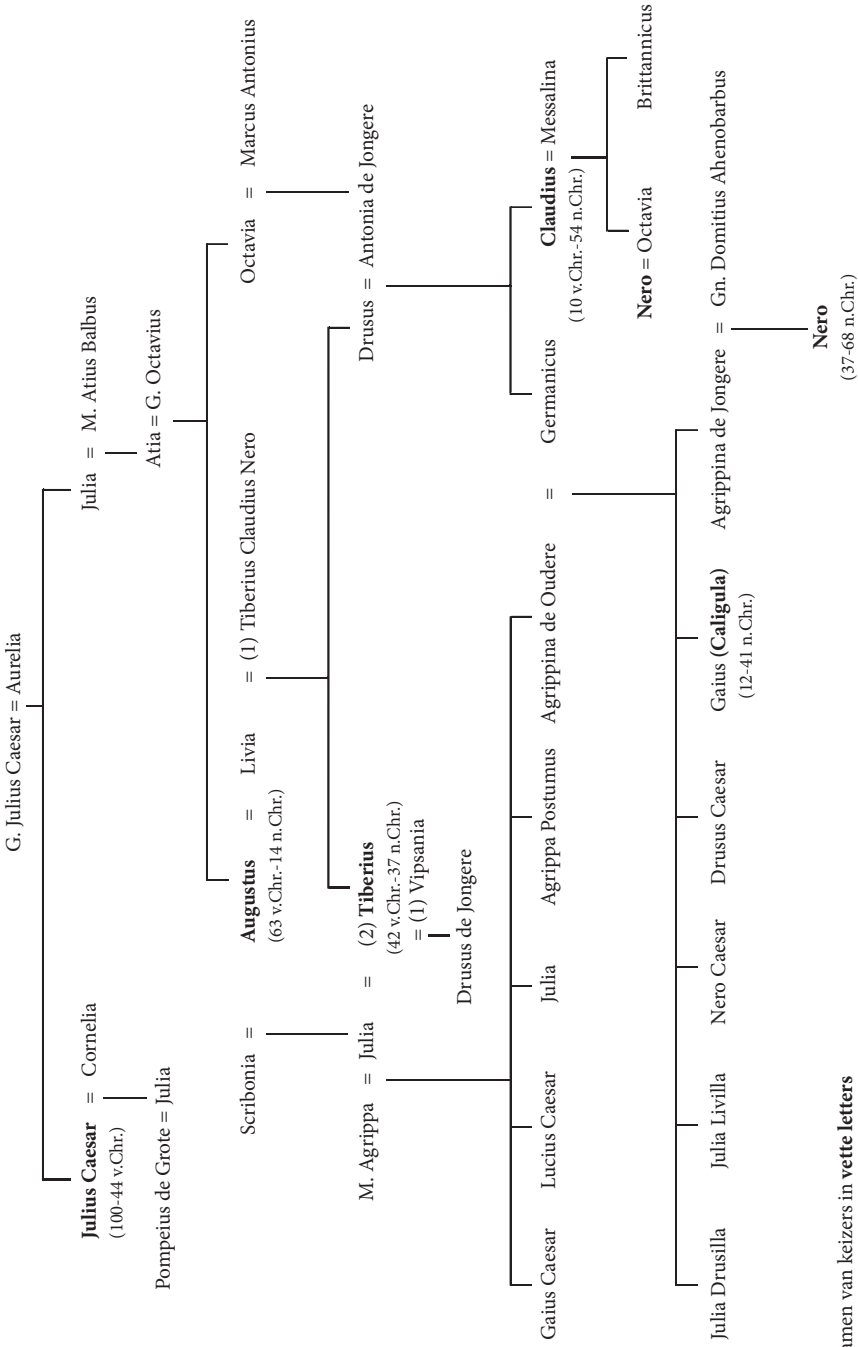 G. Julius Caesar = Aurelia
Julius Caesar = Cornelia
(100-44 v.Chr.)
Julia = M. Atius Balbus
Pompeius de Grote = Julia
Atia = G. Octavius
Scribonia =
Augustus = Livia = (1) Tiberius Claudius Nero
(63 v.Chr.-14 n.Chr.)
Octavia = Marcus Antonius
M. Agrippa = Julia = (2) Tiberius
(42 v.Chr.-37 n.Chr.)
= (1) Vipsania
Drusus de Jongere
Drusus = Antonia de Jongere
Gaius Caesar
Lucius Caesar
Julia
Agrippa Postumus
Agrippina de Oudere = Germanicus
Claudius = Messalina
(10 v.Chr.-54 n.Chr.)
Nero = Octavia
Brittannicus
Julia Drusilla
Julia Livilla
Nero Caesar
Drusus Caesar
Gaius (Caligula)
(12-41 n.Chr.)
Agrippina de Jongere = Gn. Domitius Ahenobarbus
Nero
(37-68 n.Chr.)
amen van keizers in vette letters